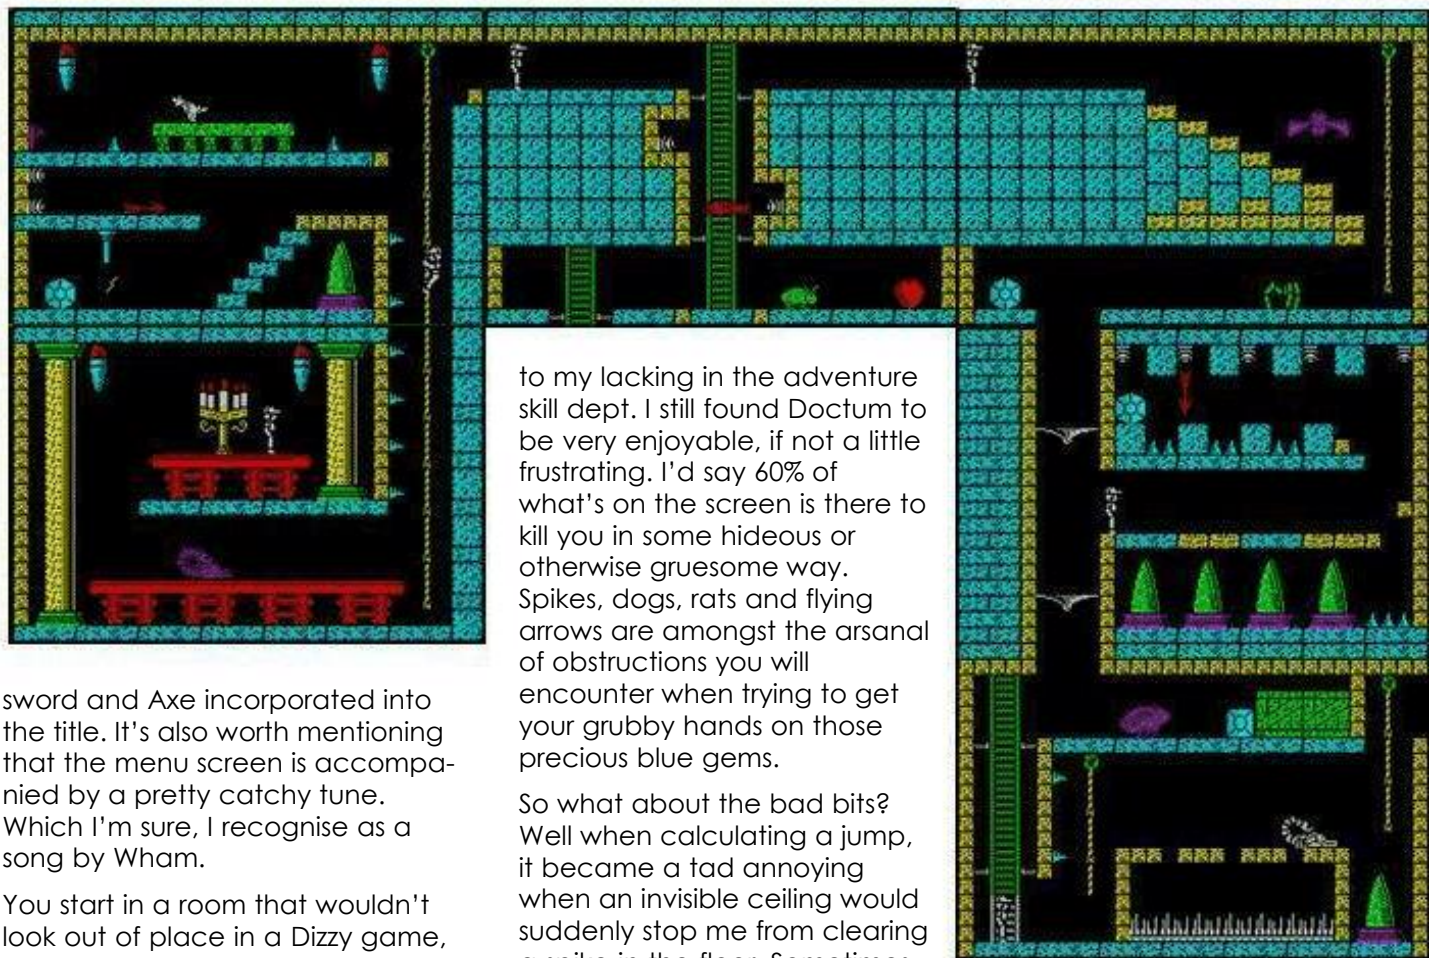 sword and Axe incorporated into
the title. It's also worth mentioning
that the menu screen is accompa-
nied by a pretty catchy tune.
Which I'm sure, I recognise as a
song by Wham.
You start in a room that wouldn't
look out of place in a Dizzy game,
to my lacking in the adventure
skill dept. I still found Doctum to
be very enjoyable, if not a little
frustrating. I'd say 60% of
what's on the screen is there to
kill you in some hideous or
otherwise gruesome way.
Spikes, dogs, rats and flying
arrows are amongst the arsanal
of obstructions you will
encounter when trying to get
your grubby hands on those
precious blue gems.
So what about the bad bits?
Well when calculating a jump,
it became a tad annoying
when an invisible ceiling would
suddenly stop me from clearing
a spike in the floor. Sometimes